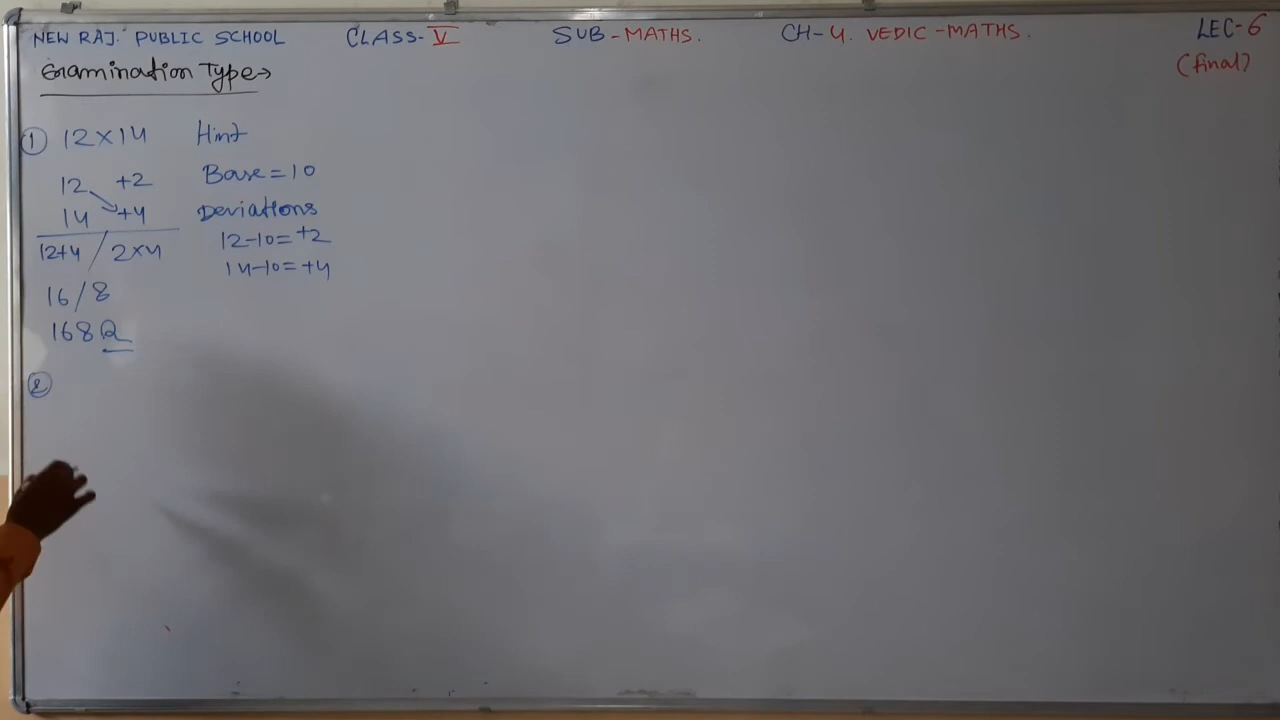 NEW RAJ. PUBLIC SCHOOL CLASS-V SUB-MATHS. CH-4. VEDIC-MATHS. LEC-6
(final)
Examination Type→
① 12×14 Hint
12 +2 Base=10
14 +4 Deviations
12+4 / 2×4 12-10=+2
14-10=+4
16/8
168
②